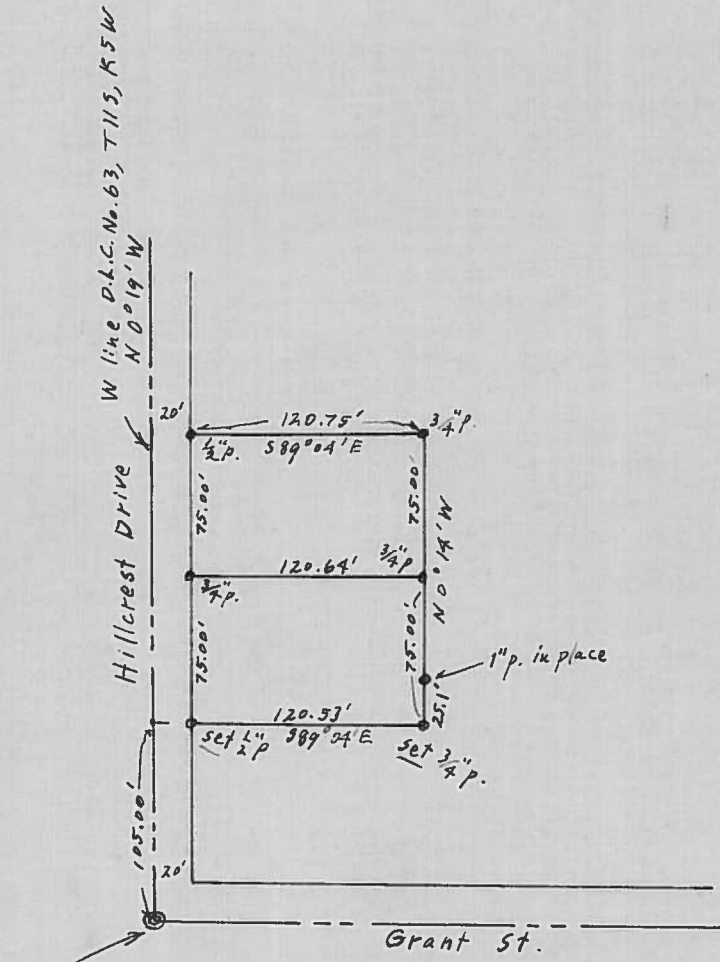 W line D.L.C. No. 63, T11S, R5W
N 0° 19' W
Hillcrest Drive
20'
120.75'
S89°04'E
3/4"p.
1/2"p.
75.00'
75.00'
N 0° 14' W
120.64'
3/4"p
3/4"p.
75.00'
75.00'
1"p. in place
25.1'
120.53'
S89°04'E
set 1/2"p
set 3/4"p.
105.00'
20'
Grant St.